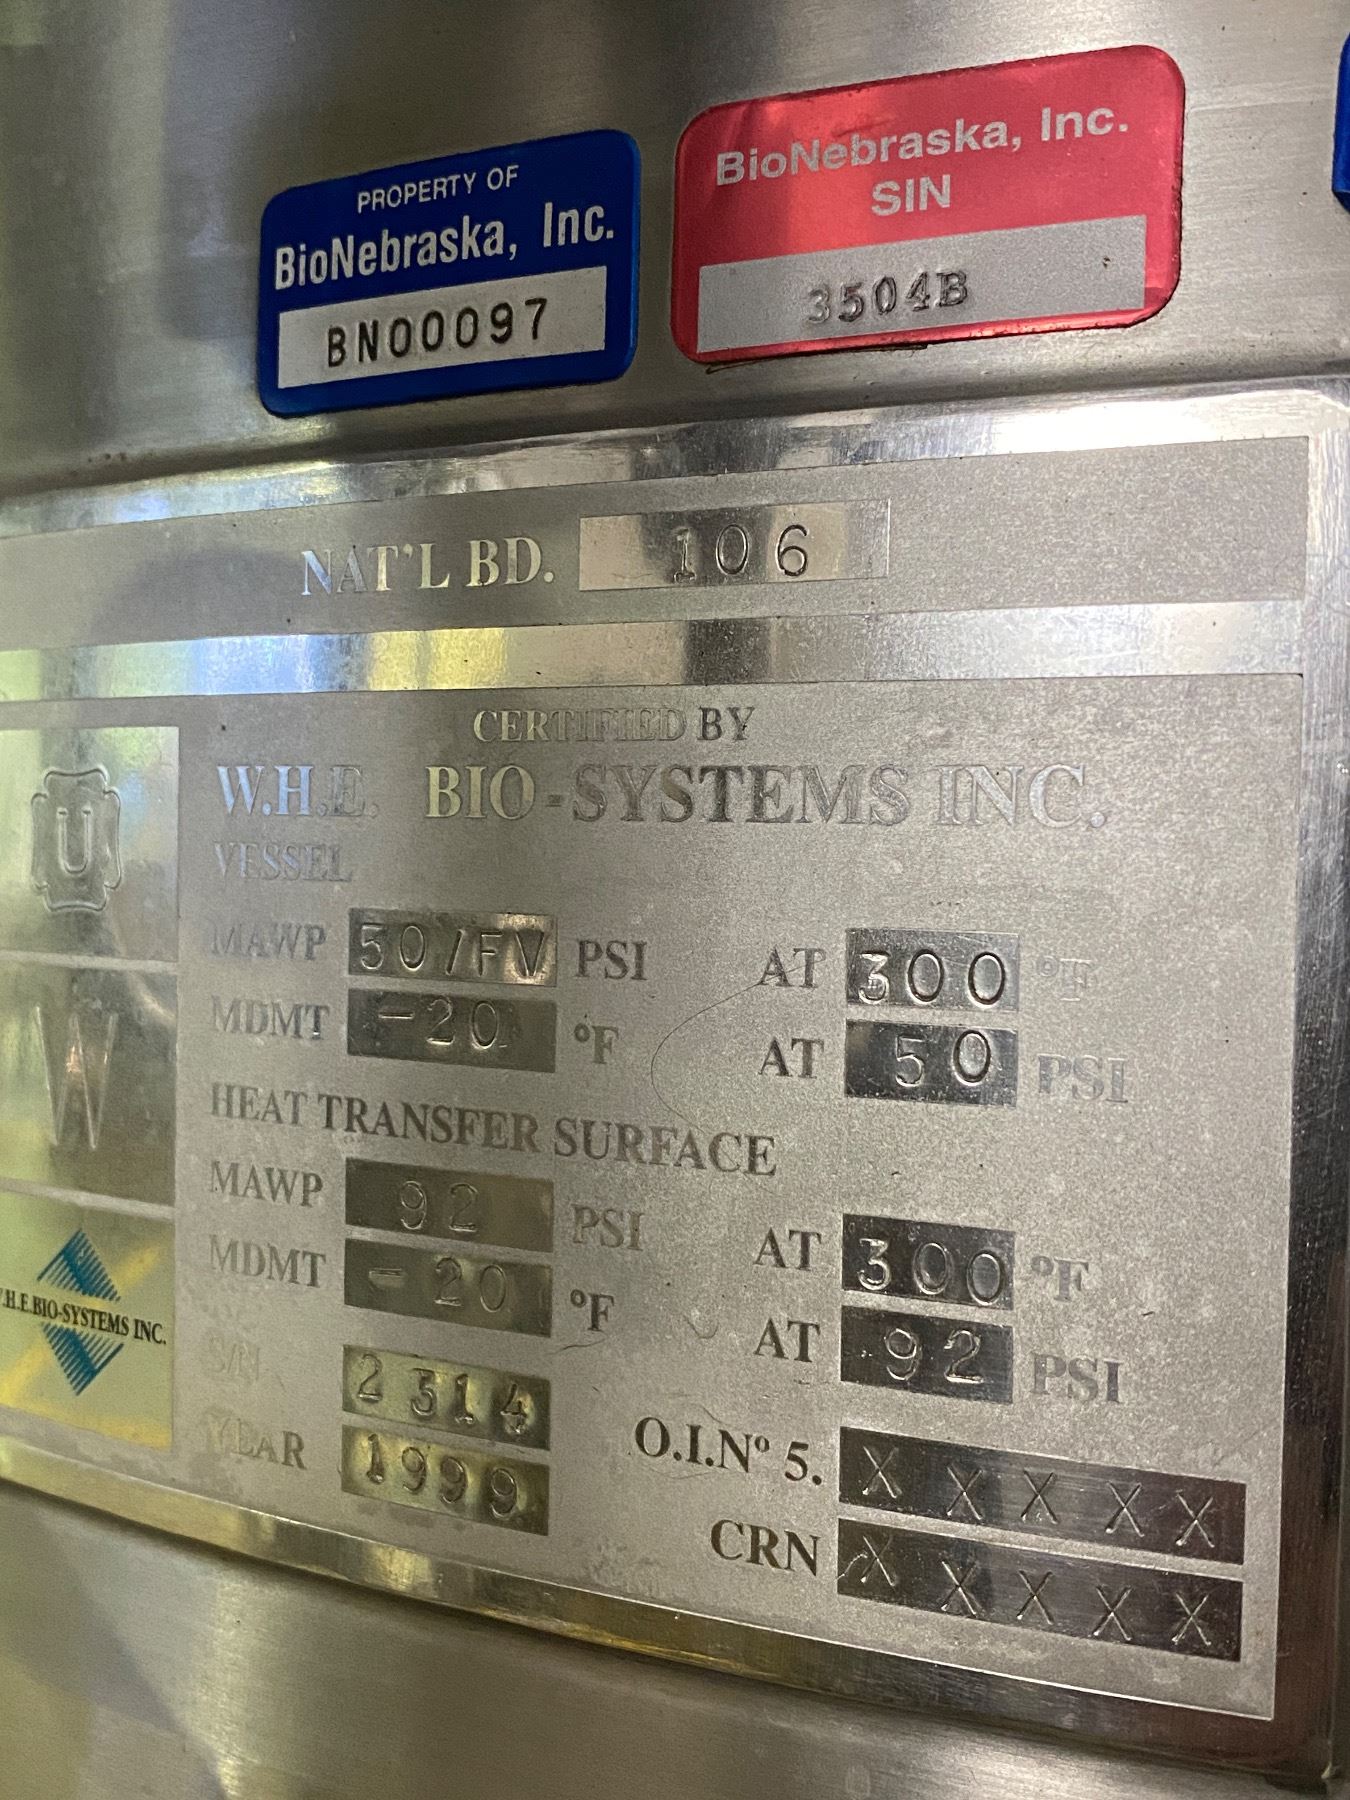 PROPERTY OF
BioNebraska, Inc.
BN00097
BioNebraska, Inc.
SIN
3504B
NAT'L BD. 106
CERTIFIED BY
W.H.E. BIO-SYSTEMS INC.
VESSEL
U
MAWP 50/FV PSI AT 300 °F
MDMT -20 °F AT 50 PSI
W
HEAT TRANSFER SURFACE
MAWP 92 PSI AT 300 °F
MDMT -20 °F AT 92 PSI
.H.E.BIO-SYSTEMS INC.
S/N 2314
YEAR 1999
O.I.Nº 5. X X X X X
CRN X X X X X